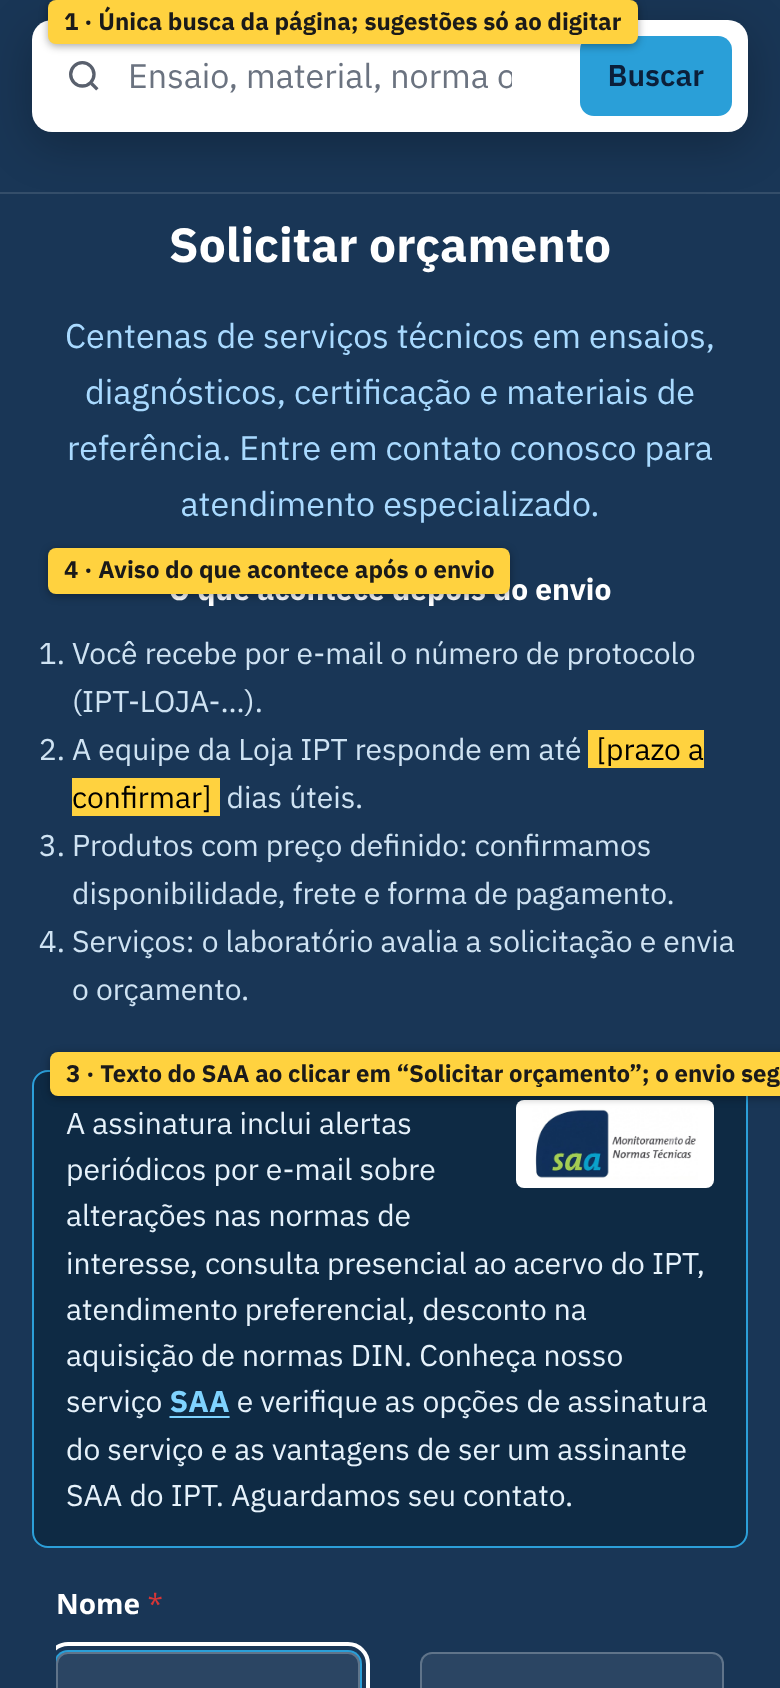 1 · Única busca da página; sugestões só ao digitar
Ensaio, material, norma o
Buscar
Solicitar orçamento
Centenas de serviços técnicos em ensaios,
diagnósticos, certificação e materiais de
referência. Entre em contato conosco para
atendimento especializado.
4 · Aviso do que acontece após o envio
O que acontece depois do envio
1. Você recebe por e-mail o número de protocolo
(IPT-LOJA-...).
2. A equipe da Loja IPT responde em até [prazo a
confirmar] dias úteis.
3. Produtos com preço definido: confirmamos
disponibilidade, frete e forma de pagamento.
4. Serviços: o laboratório avalia a solicitação e envia
o orçamento.
3 · Texto do SAA ao clicar em “Solicitar orçamento”; o envio seg
A assinatura inclui alertas
periódicos por e-mail sobre
alterações nas normas de
interesse, consulta presencial ao acervo do IPT,
atendimento preferencial, desconto na
aquisição de normas DIN. Conheça nosso
serviço SAA e verifique as opções de assinatura
do serviço e as vantagens de ser um assinante
SAA do IPT. Aguardamos seu contato.
saa
Monitoramento de
Normas Técnicas
Nome *